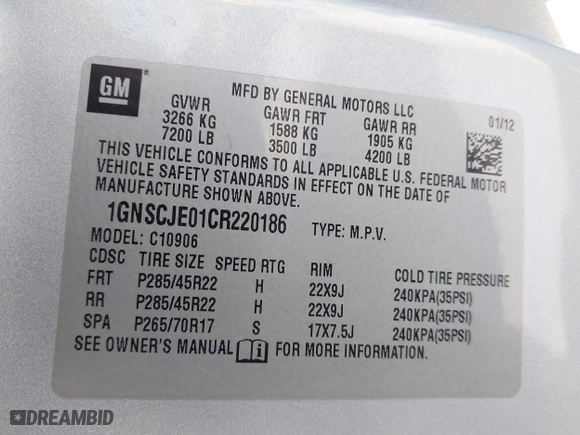 GM
MFD BY GENERAL MOTORS LLC
01/12
GVWR GAWR FRT GAWR RR
3266 KG 1588 KG 1905 KG
7200 LB 3500 LB 4200 LB
THIS VEHICLE CONFORMS TO ALL APPLICABLE U.S. FEDERAL MOTOR
VEHICLE SAFETY STANDARDS IN EFFECT ON THE DATE OF
MANUFACTURE SHOWN ABOVE.
1GNSCJE01CR220186 TYPE: M.P.V.
MODEL: C10906
CDSC TIRE SIZE SPEED RTG RIM COLD TIRE PRESSURE
FRT P285/45R22 H 22X9J 240KPA(35PSI)
RR P285/45R22 H 22X9J 240KPA(35PSI)
SPA P265/70R17 S 17X7.5J 240KPA(35PSI)
SEE OWNER'S MANUAL FOR MORE INFORMATION.
DREAMBID